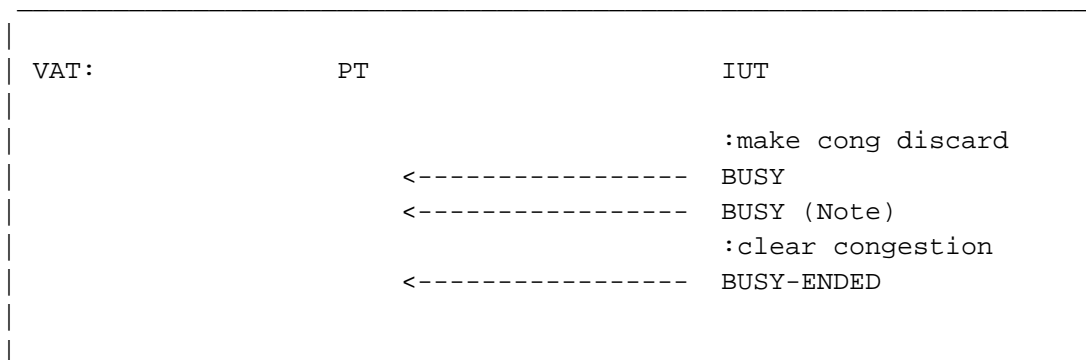 VAT: PT IUT
:make cong discard
<----------------- BUSY
<----------------- BUSY (Note)
:clear congestion
<----------------- BUSY-ENDED